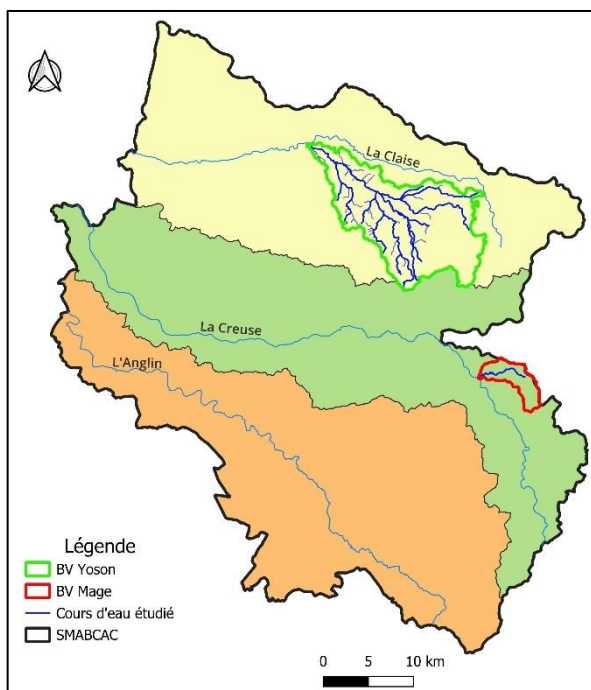 La Claise
La Creuse
L'Anglin
Légende
BV Yoson
BV Mage
Cours d'eau étudié
SMABCAC
0 5 10 km